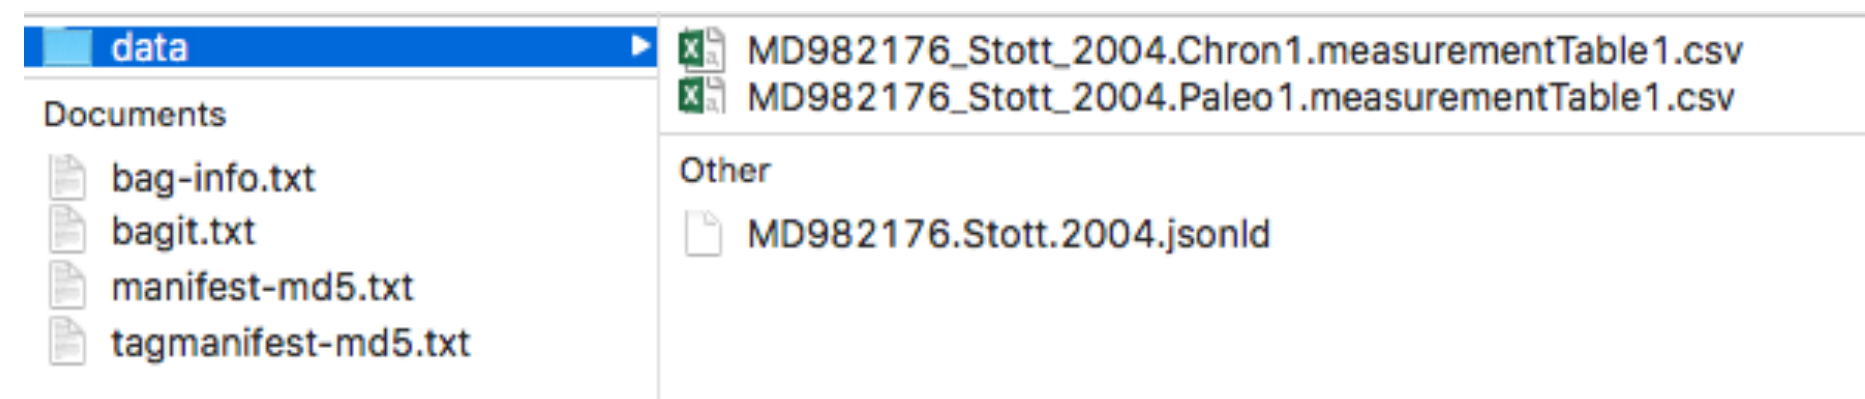 data
Documents
bag-info.txt
bagit.txt
manifest-md5.txt
tagmanifest-md5.txt
MD982176_Stott_2004.Chron1.measurementTable1.csv
MD982176_Stott_2004.Paleo1.measurementTable1.csv
Other
MD982176.Stott.2004.jsonld